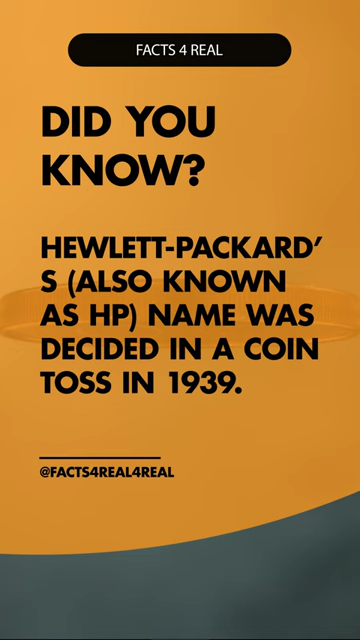 FACTS 4 REAL
DID YOU
KNOW?
HEWLETT-PACKARD’
S (ALSO KNOWN
AS HP) NAME WAS
DECIDED IN A COIN
TOSS IN 1939.
@FACTS4REAL4REAL